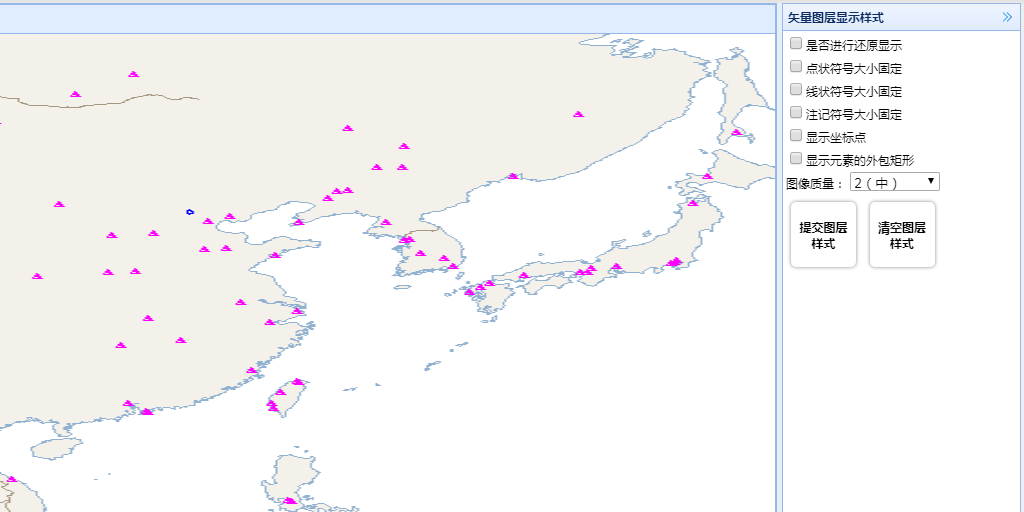 矢量图层显示样式
是否进行还原显示
点状符号大小固定
线状符号大小固定
注记符号大小固定
显示坐标点
显示元素的外包矩形
图像质量： 2（中）
提交图层
样式
清空图层
样式